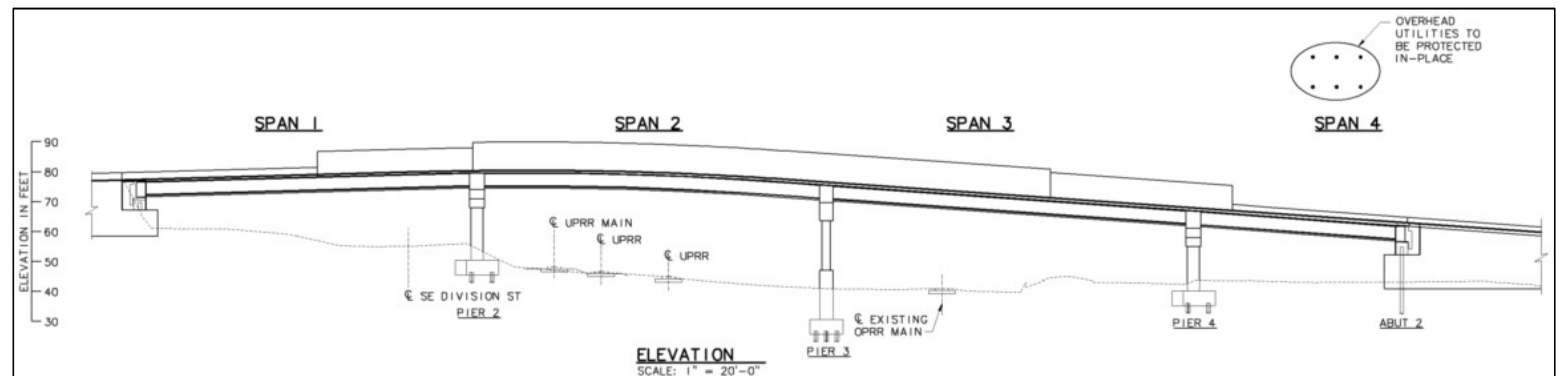 OVERHEAD
UTILITIES TO
BE PROTECTED
IN-PLACE
SPAN 1
SPAN 2
SPAN 3
SPAN 4
ELEVATION IN FEET
90
80
70
60
50
40
30
℄ UPRR MAIN
℄ UPRR
℄ UPRR
℄ SE DIVISION ST
PIER 2
℄ EXISTING
OPRR MAIN
PIER 3
PIER 4
ABUT 2
ELEVATION
SCALE: 1" = 20'-0"